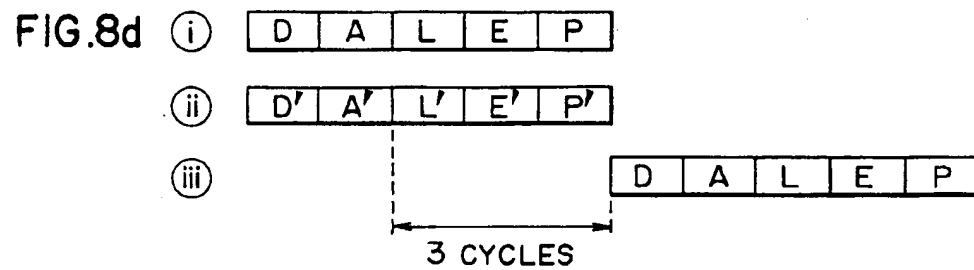 FIG.8d i D A L E P
ii D' A' L' E' P'
iii D A L E P
3 CYCLES